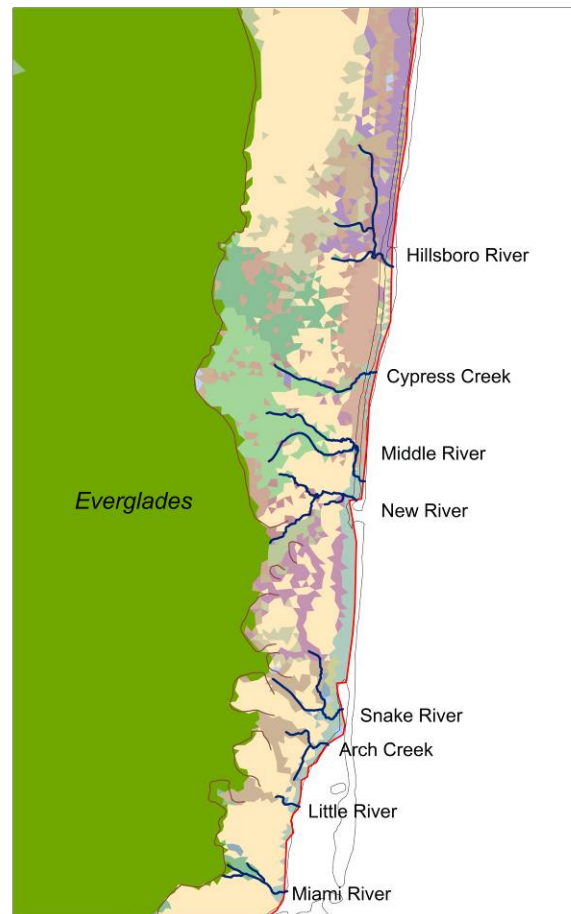 Hillsboro River
Cypress Creek
Middle River
Everglades
New River
Snake River
Arch Creek
Little River
Miami River